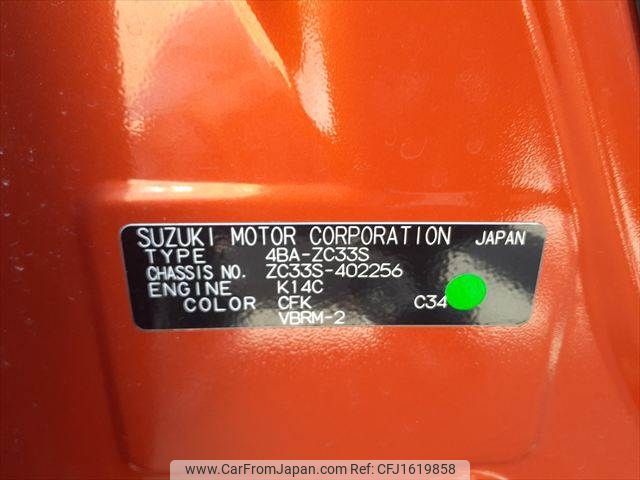 SUZUKI MOTOR CORPORATION JAPAN
TYPE 4BA-ZC33S
CHASSIS NO. ZC33S-402256
ENGINE K14C
COLOR CFK C34
VBRM-2
www.CarFromJapan.com Ref No: CFJ1619858